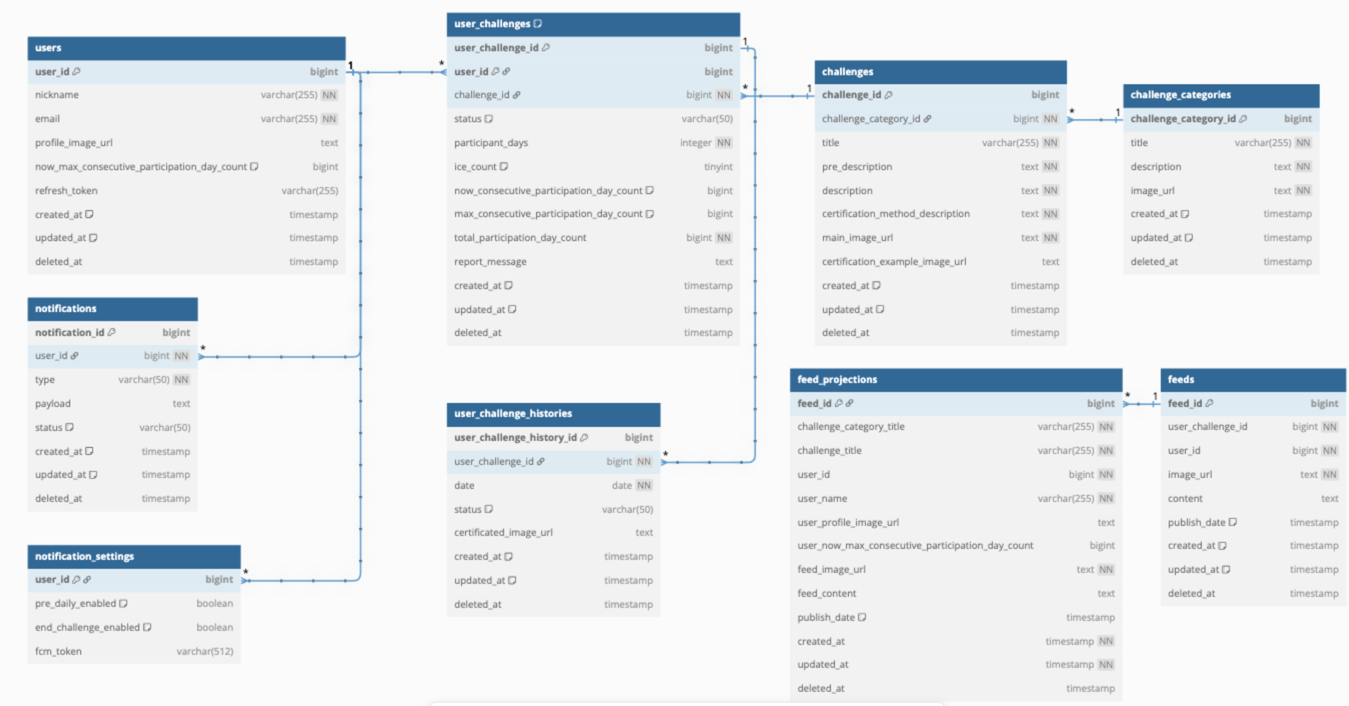 users
user_id bigint
nickname varchar(255) NN
email varchar(255) NN
profile_image_url text
now_max_consecutive_participation_day_count bigint
refresh_token varchar(255)
created_at timestamp
updated_at timestamp
deleted_at timestamp
1
*
notifications
notification_id bigint
user_id bigint NN
type varchar(50) NN
payload text
status varchar(50)
created_at timestamp
updated_at timestamp
deleted_at timestamp
*
notification_settings
user_id bigint
pre_daily_enabled boolean
end_challenge_enabled boolean
fcm_token varchar(512)
*
user_challenges
user_challenge_id bigint
user_id bigint
challenge_id bigint NN
status varchar(50)
participant_days integer NN
ice_count tinyint
now_consecutive_participation_day_count bigint
max_consecutive_participation_day_count bigint
total_participation_day_count bigint NN
report_message text
created_at timestamp
updated_at timestamp
deleted_at timestamp
1
*
1
user_challenge_histories
user_challenge_history_id bigint
user_challenge_id bigint NN
date date NN
status varchar(50)
certificated_image_url text
created_at timestamp
updated_at timestamp
deleted_at timestamp
*
challenges
challenge_id bigint
challenge_category_id bigint NN
title varchar(255) NN
pre_description text NN
description text NN
certification_method_description text NN
main_image_url text NN
certification_example_image_url text
created_at timestamp
updated_at timestamp
deleted_at timestamp
*
1
challenge_categories
challenge_category_id bigint
title varchar(255) NN
description text NN
image_url text NN
created_at timestamp
updated_at timestamp
deleted_at timestamp
feed_projections
feed_id bigint
challenge_category_title varchar(255) NN
challenge_title varchar(255) NN
user_id bigint NN
user_name varchar(255) NN
user_profile_image_url text
user_now_max_consecutive_participation_day_count bigint
feed_image_url text NN
feed_content text
publish_date timestamp
created_at timestamp NN
updated_at timestamp NN
deleted_at timestamp
*
1
feeds
feed_id bigint
user_challenge_id bigint NN
user_id bigint NN
image_url text NN
content text
publish_date timestamp
created_at timestamp
updated_at timestamp
deleted_at timestamp